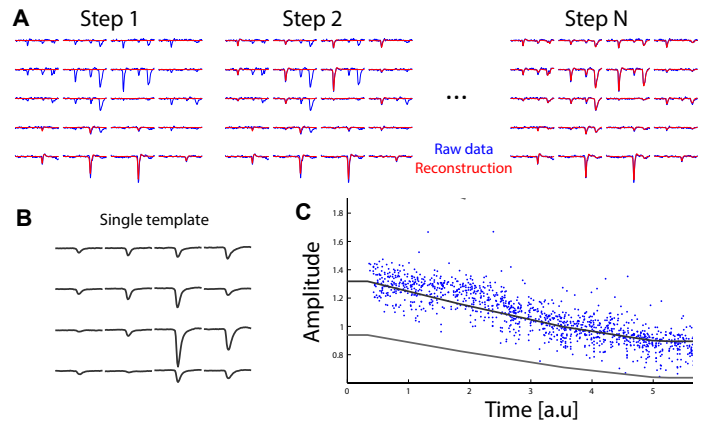 A
Step 1
Step 2
Step N
...
Raw data
Reconstruction
B
Single template
C
Amplitude
1.8
1.6
1.4
1.2
1
0.8
0
1
2
3
4
5
Time [a.u]